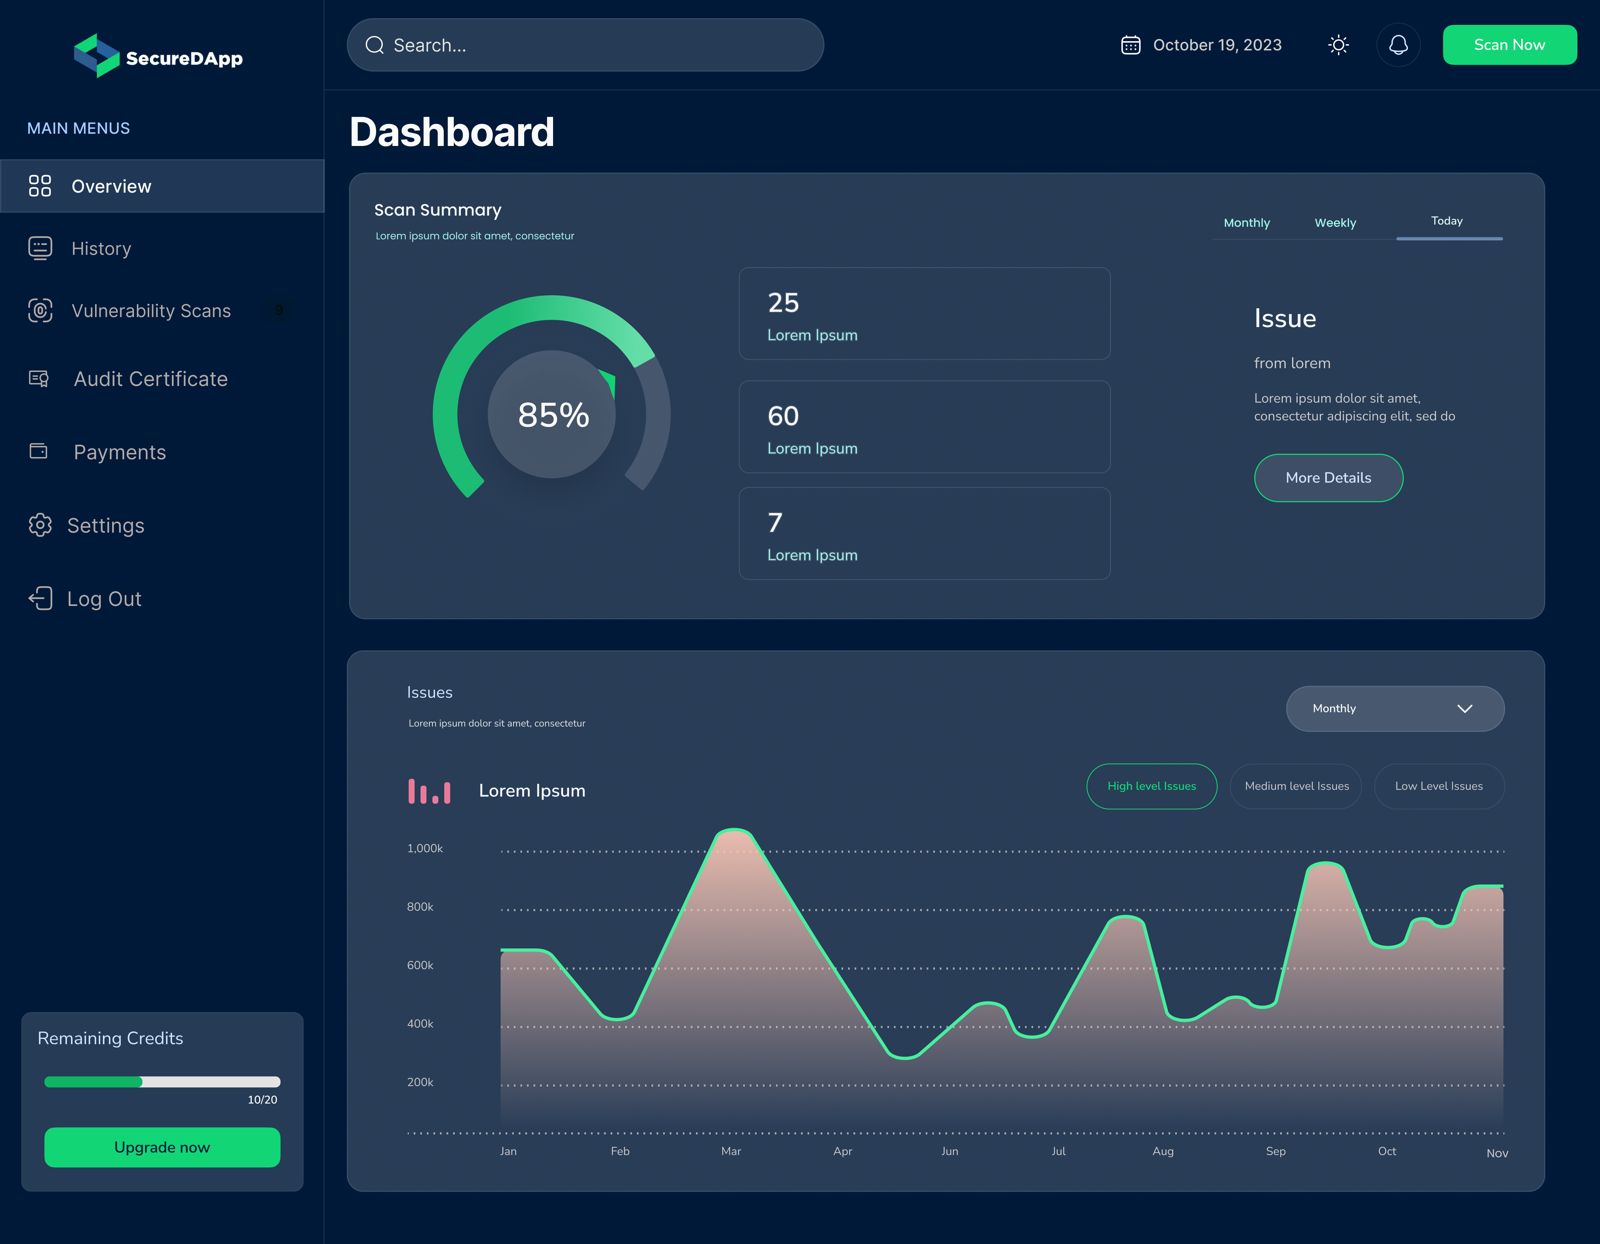 SecureDApp
MAIN MENUS
Overview
History
Vulnerability Scans 9
Audit Certificate
Payments
Settings
Log Out
Remaining Credits
10/20
Upgrade now
Search...
October 19, 2023
Scan Now
Dashboard
Scan Summary
Lorem ipsum dolor sit amet, consectetur
Monthly Weekly Today
85%
25
Lorem Ipsum
60
Lorem Ipsum
7
Lorem Ipsum
Issue
from lorem
Lorem ipsum dolor sit amet,
consectetur adipiscing elit, sed do
More Details
Issues
Lorem ipsum dolor sit amet, consectetur
Monthly
Lorem Ipsum
High level Issues Medium level Issues Low Level Issues
1,000k
800k
600k
400k
200k
Jan Feb Mar Apr Jun Jul Aug Sep Oct Nov